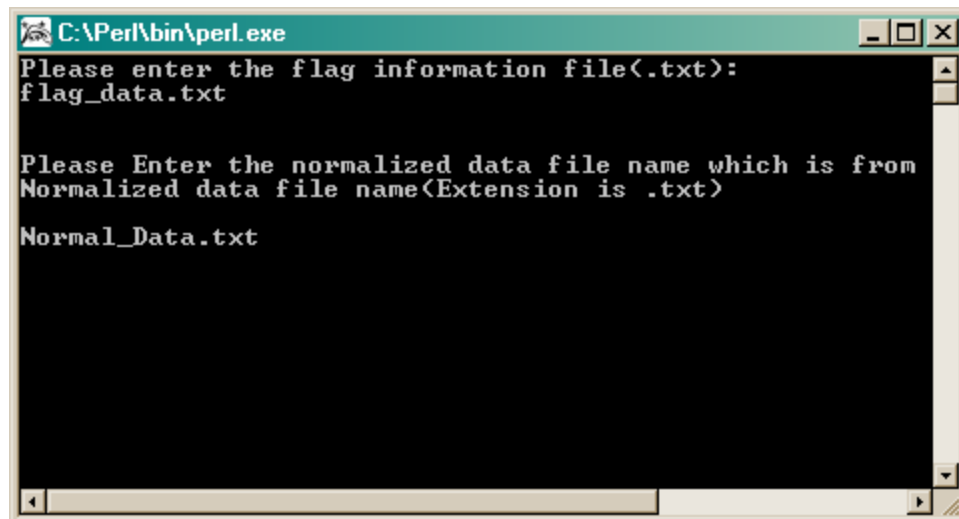 C:\Perl\bin\perl.exe
Please enter the flag information file(.txt):
flag_data.txt
Please Enter the normalized data file name which is from
Normalized data file name(Extension is .txt)
Normal_Data.txt